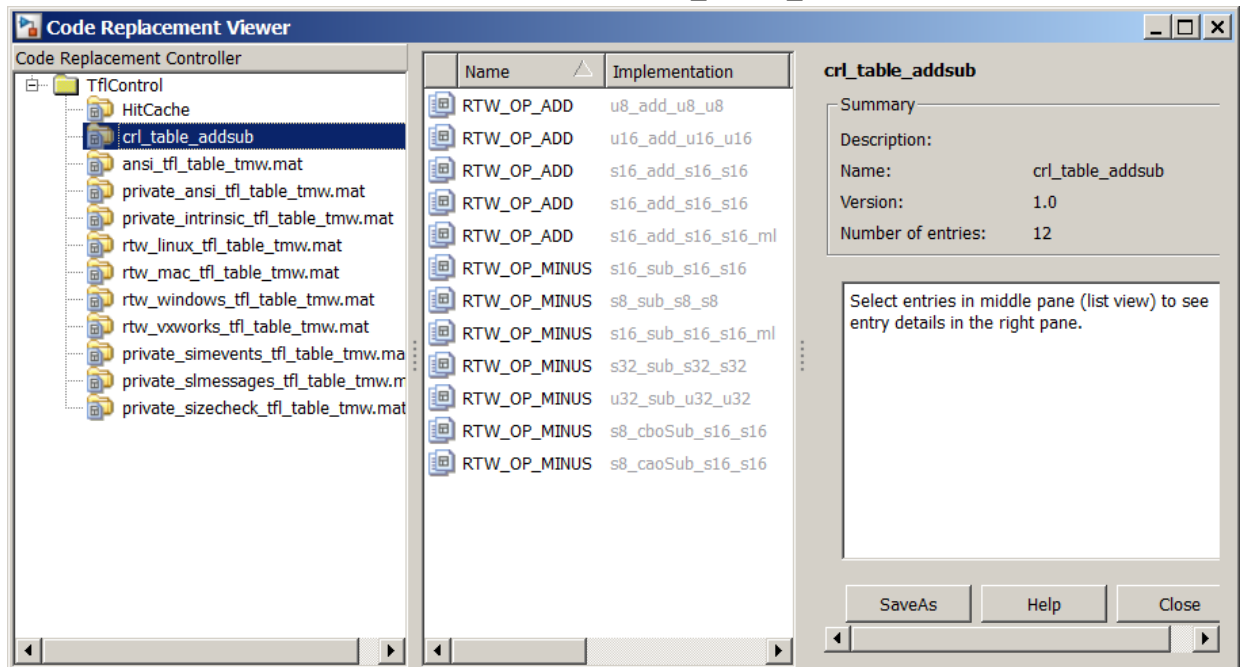 Code Replacement Viewer
Code Replacement Controller
TflControl
HitCache
crl_table_addsub
ansi_tfl_table_tmw.mat
private_ansi_tfl_table_tmw.mat
private_intrinsic_tfl_table_tmw.mat
rtw_linux_tfl_table_tmw.mat
rtw_mac_tfl_table_tmw.mat
rtw_windows_tfl_table_tmw.mat
rtw_vxworks_tfl_table_tmw.mat
private_simevents_tfl_table_tmw.ma
private_slmessages_tfl_table_tmw.m
private_sizecheck_tfl_table_tmw.mat
Name Implementation
RTW_OP_ADD u8_add_u8_u8
RTW_OP_ADD u16_add_u16_u16
RTW_OP_ADD s16_add_s16_s16
RTW_OP_ADD s16_add_s16_s16
RTW_OP_ADD s16_add_s16_s16_ml
RTW_OP_MINUS s16_sub_s16_s16
RTW_OP_MINUS s8_sub_s8_s8
RTW_OP_MINUS s16_sub_s16_s16_ml
RTW_OP_MINUS s32_sub_s32_s32
RTW_OP_MINUS u32_sub_u32_u32
RTW_OP_MINUS s8_cboSub_s16_s16
RTW_OP_MINUS s8_caoSub_s16_s16
crl_table_addsub
Summary
Description:
Name: crl_table_addsub
Version: 1.0
Number of entries: 12
Select entries in middle pane (list view) to see
entry details in the right pane.
SaveAs Help Close